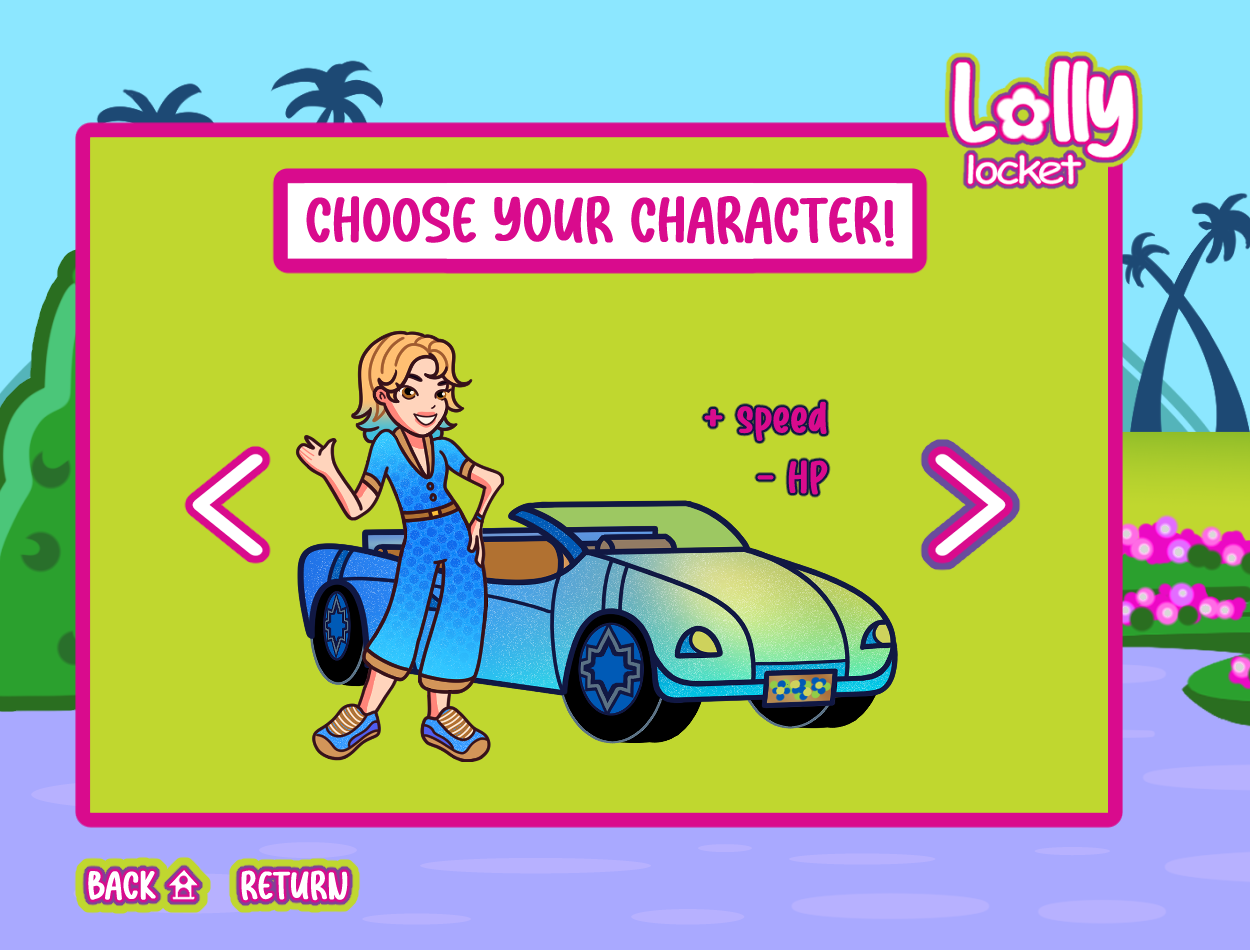 Lolly
locket
CHOOSE YOUR CHARACTER!
+ speed
- HP
BACK
RETURN